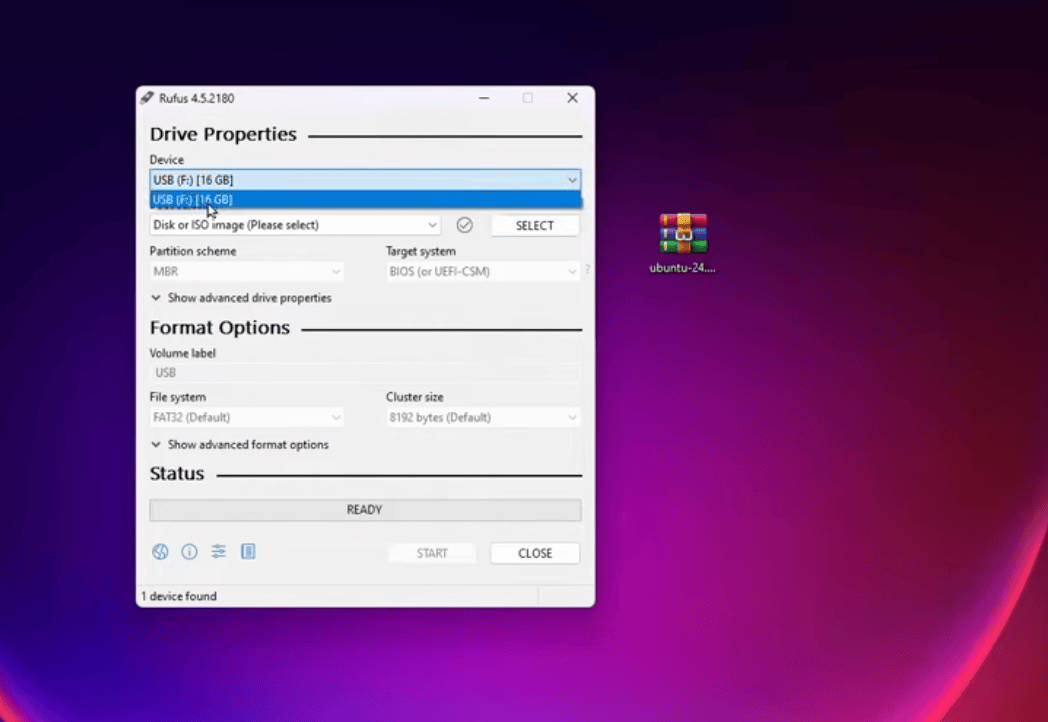 Rufus 4.5.2180
Drive Properties
Device
USB (F:) [16 GB]
USB (F:) [16 GB]
Disk or ISO image (Please select)
SELECT
Partition scheme
Target system
MBR
BIOS (or UEFI-CSM)
?
Show advanced drive properties
Format Options
Volume label
USB
File system
Cluster size
FAT32 (Default)
8192 bytes (Default)
Show advanced format options
Status
READY
START
CLOSE
1 device found
ubuntu-24....